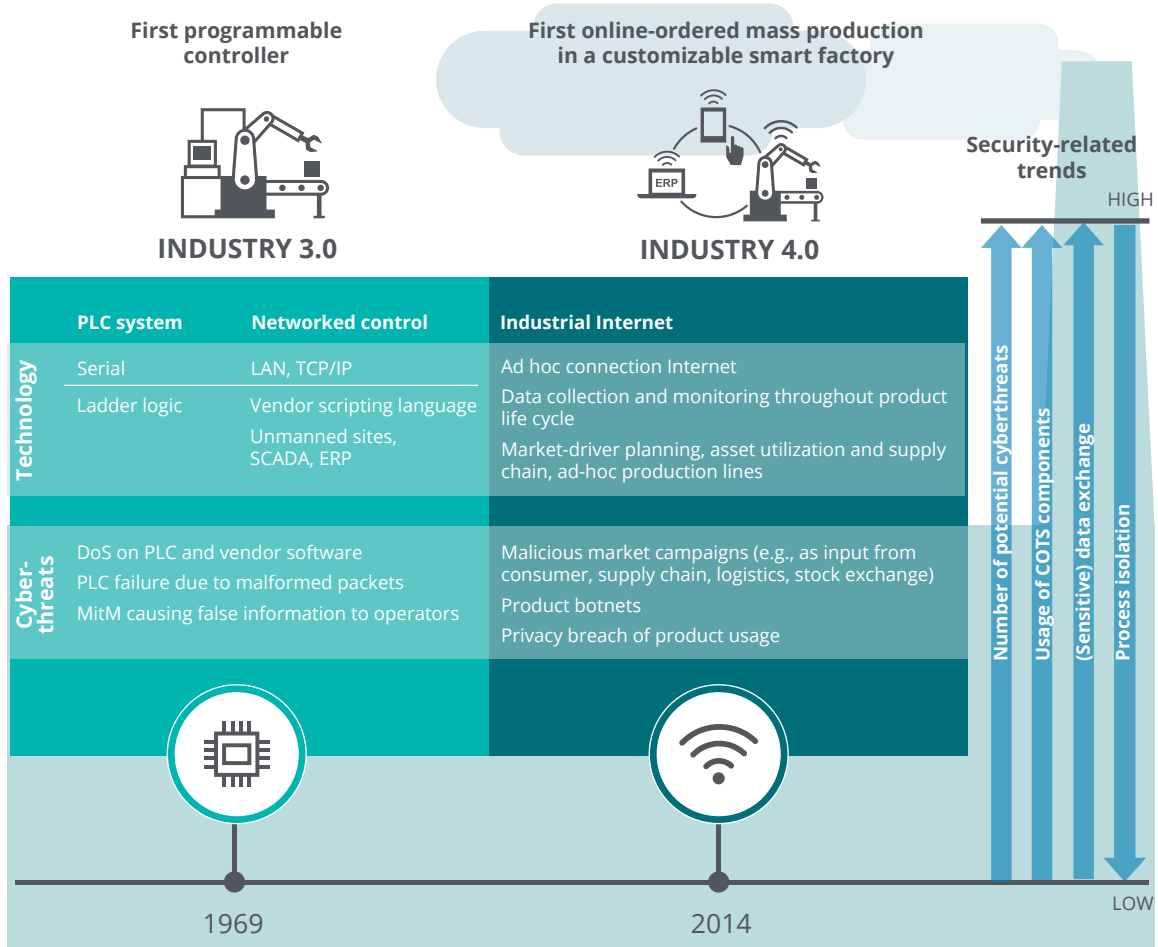 First programmable
controller
First online-ordered mass production
in a customizable smart factory
ERP
INDUSTRY 3.0
INDUSTRY 4.0
Security-related
trends
HIGH
PLC system
Networked control
Industrial Internet
Technology
Serial
LAN, TCP/IP
Ladder logic
Vendor scripting language
Unmanned sites,
SCADA, ERP
Ad hoc connection Internet
Data collection and monitoring throughout product
life cycle
Market-driver planning, asset utilization and supply
chain, ad-hoc production lines
Cyber-
threats
DoS on PLC and vendor software
PLC failure due to malformed packets
MitM causing false information to operators
Malicious market campaigns (e.g., as input from
consumer, supply chain, logistics, stock exchange)
Product botnets
Privacy breach of product usage
Number of potential cyberthreats
Usage of COTS components
(Sensitive) data exchange
Process isolation
LOW
1969
2014